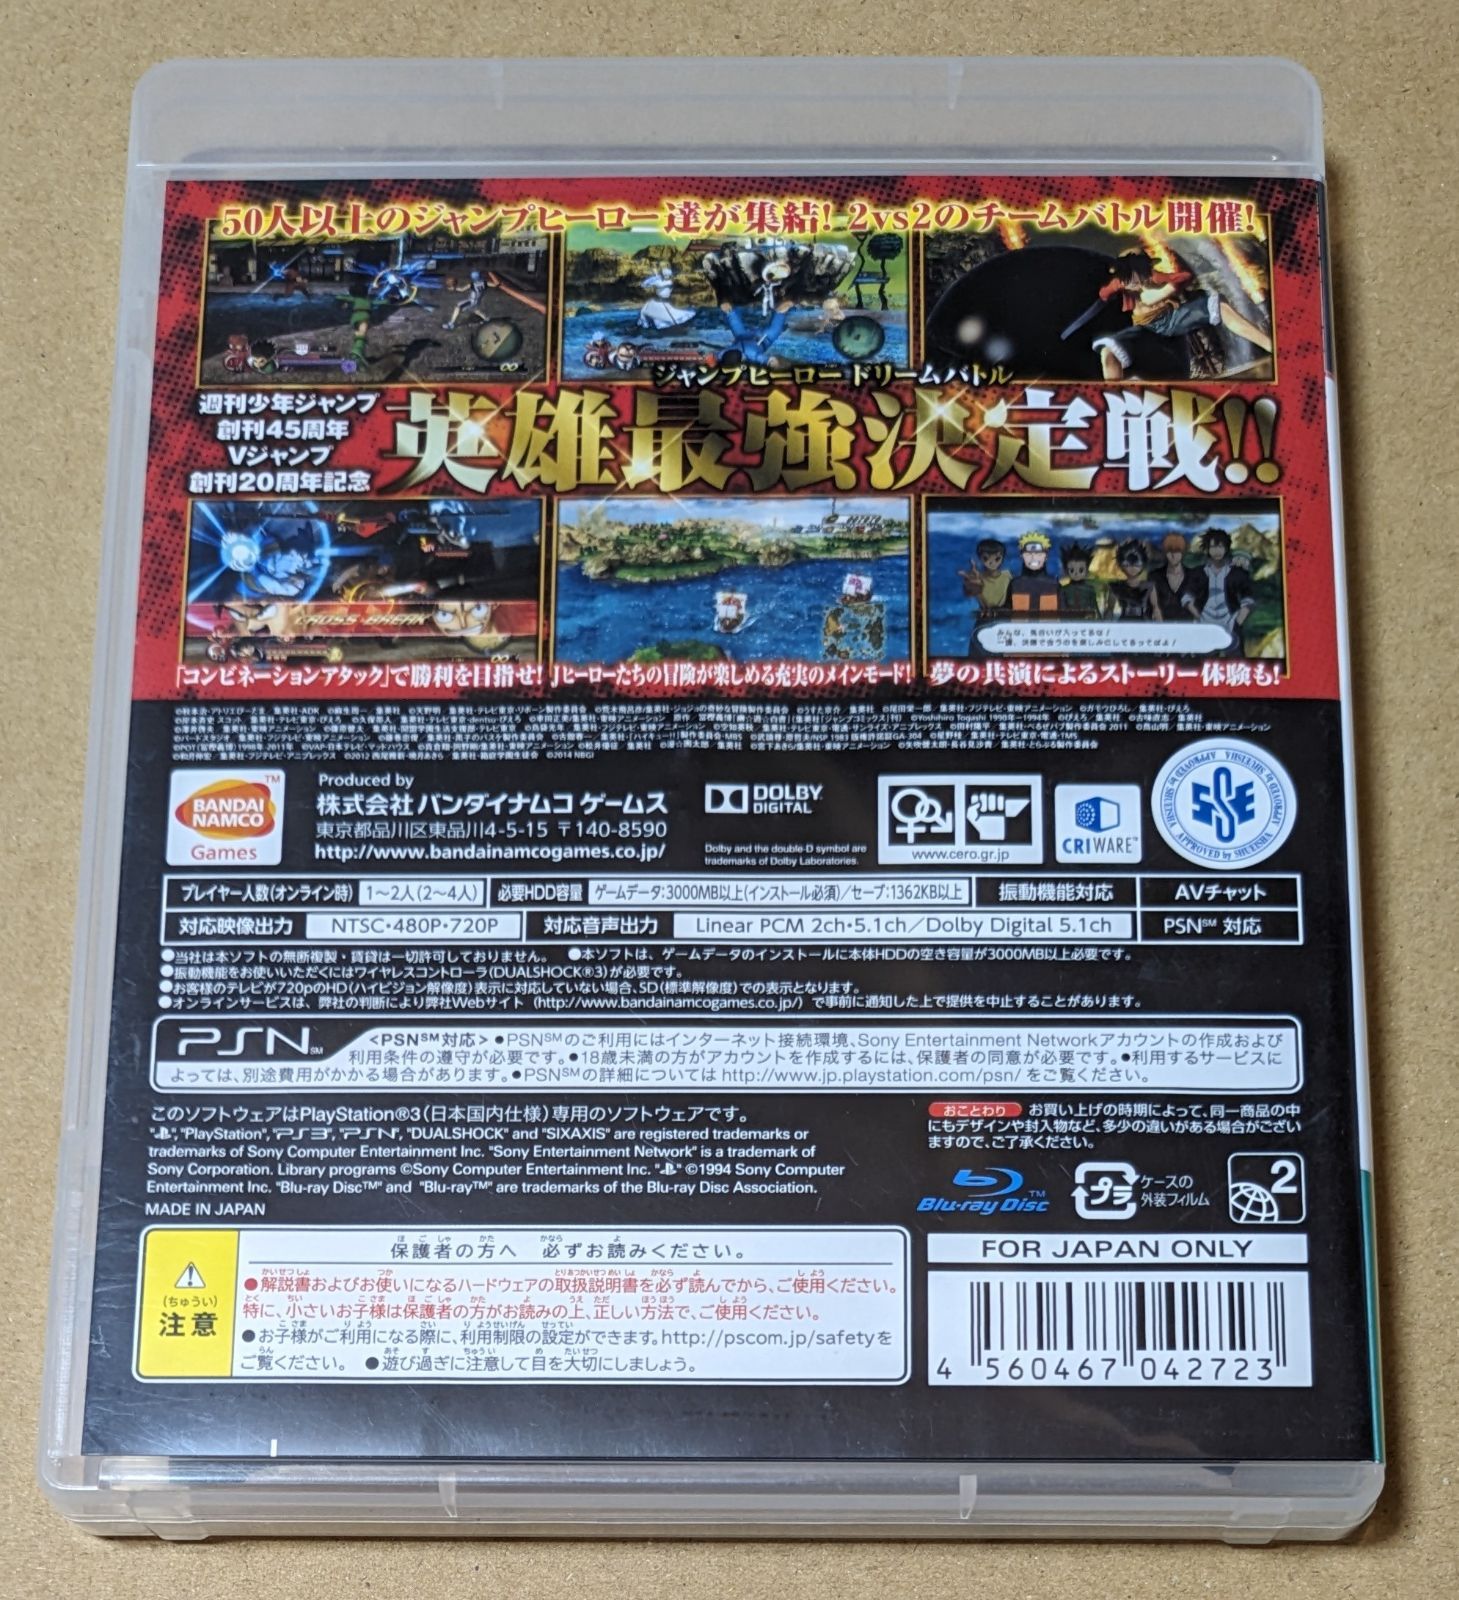 50人以上のジャンプヒーロー達が集結! 2vs2のチームバトル開催!
ジャンプヒーロー ドリームバトル
週刊少年ジャンプ
創刊45周年
Vジャンプ
創刊20周年記念
英雄最強決定戦!!
CROSS BREAK
みんな、気合いが入ってるな!
一番、決勝で会うのを楽しみにしてるってばよ!
「コンビネーションアタック」で勝利を目指せ!
Jヒーローたちの冒険が楽しめる充実のメインモード!
夢の共演によるストーリー体験も!
BANDAI
NAMCO
Games
TM
Produced by
株式会社 バンダイナムコ ゲームス
東京都品川区東品川4-5-15 〒140-8590
http://www.bandainamcogames.co.jp/
DOLBY
DIGITAL
Dolby and the double-D symbol are
trademarks of Dolby Laboratories.
www.cero.gr.jp
CRIWARE™
SSE
APPROVED by SHUEISHA
プレイヤー人数(オンライン時) 1〜2人(2〜4人) 必要HDD容量 ゲームデータ:3000MB以上(インストール必須)/セーブ:1362KB以上 振動機能対応 AVチャット
対応映像出力 NTSC・480P・720P 対応音声出力 Linear PCM 2ch・5.1ch/Dolby Digital 5.1ch PSN℠ 対応
●当社は本ソフトの無断複製・賃貸は一切許可しておりません。 ●本ソフトは、ゲームデータのインストールに本体HDDの空き容量が3000MB以上必要です。
●振動機能をお使いいただくにはワイヤレスコントローラ(DUALSHOCK®3)が必要です。
●お客様のテレビが720pのHD(ハイビジョン解像度)表示に対応していない場合、SD(標準解像度)での表示となります。
●オンラインサービスは、弊社の判断により弊社Webサイト (http://www.bandainamcogames.co.jp/) で事前に通知した上で提供を中止することがあります。
PSN℠ <PSN℠対応> ●PSN℠のご利用にはインターネット接続環境、Sony Entertainment Networkアカウントの作成および
利用条件の遵守が必要です。●18歳未満の方がアカウントを作成するには、保護者の同意が必要です。●利用するサービスに
よっては、別途費用がかかる場合があります。●PSN℠の詳細については http://www.jp.playstation.com/psn/ をご覧ください。
このソフトウェアはPlayStation®3(日本国内仕様)専用のソフトウェアです。
"PS", "PlayStation", "PS3", "PSN", "DUALSHOCK" and "SIXAXIS" are registered trademarks or
trademarks of Sony Computer Entertainment Inc. "Sony Entertainment Network" is a trademark of
Sony Corporation. Library programs ©Sony Computer Entertainment Inc. "PS" ©1994 Sony Computer
Entertainment Inc. "Blu-ray Disc™" and "Blu-ray™" are trademarks of the Blu-ray Disc Association.
MADE IN JAPAN
おことわり お買い上げの時期によって、同一商品の中
にもデザインや封入物など、多少の違いがある場合がござい
ますので、ご了承ください。
Blu-ray Disc™
プラ
ケースの
外装フィルム
2
(ちゅうい)
注意
保護者の方へ 必ずお読みください。
●解説書およびお使いになるハードウェアの取扱説明書を必ず読んでから、ご使用ください。
特に、小さいお子様は保護者の方がお読みの上、正しい方法で、ご使用ください。
●お子様がご利用になる際に、利用制限の設定ができます。http://pscom.jp/safetyを
ご覧ください。 ●遊び過ぎに注意して目を大切にしましょう。
FOR JAPAN ONLY
4 560467 042723